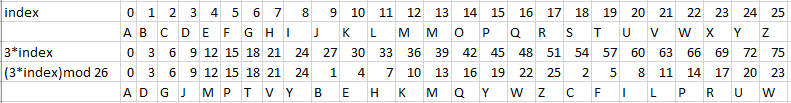 index 0 1 2 3 4 5 6 7 8 9 10 11 12 13 14 15 16 17 18 19 20 21 22 23 24 25
A B C D E F G H I J K L M M O P Q R S T U V W X Y Z
3*index 0 3 6 9 12 15 18 21 24 27 30 33 36 39 42 45 48 51 54 57 60 63 66 69 72 75
(3*index)mod 26 0 3 6 9 12 15 18 21 24 1 4 7 10 13 16 19 22 25 2 5 8 11 14 17 20 23
A D G J M P T V Y B E H K M Q Y W Z C F I L P R U W